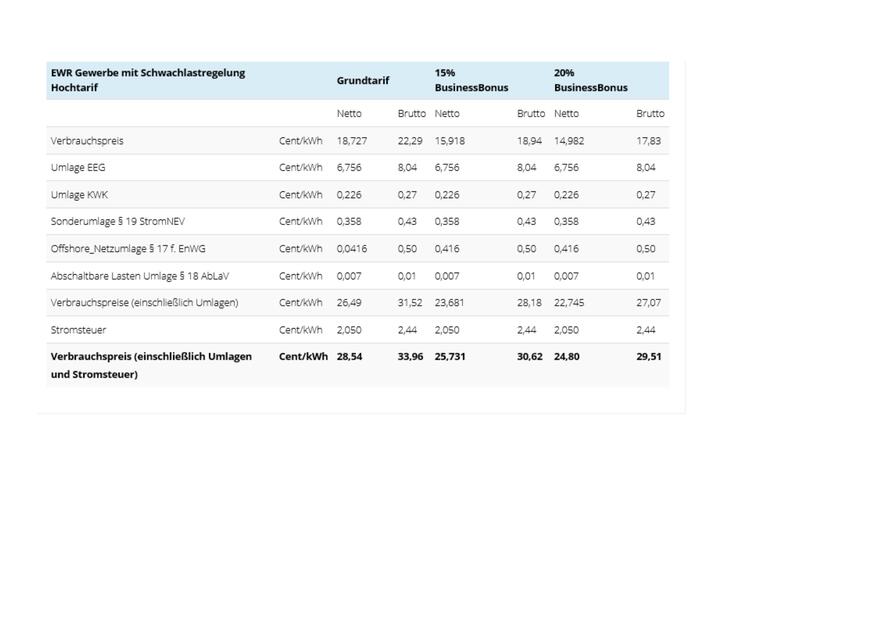 EWR Gewerbe mit Schwachlastregelung Hochtarif Grundtarif 15% BusinessBonus 20% BusinessBonus
Netto Brutto Netto Brutto Netto Brutto
Verbrauchspreis Cent/kWh 18,727 22,29 15,918 18,94 14,982 17,83
Umlage EEG Cent/kWh 6,756 8,04 6,756 8,04 6,756 8,04
Umlage KWK Cent/kWh 0,226 0,27 0,226 0,27 0,226 0,27
Sonderumlage § 19 StromNEV Cent/kWh 0,358 0,43 0,358 0,43 0,358 0,43
Offshore_Netzumlage § 17 f. EnWG Cent/kWh 0,0416 0,50 0,416 0,50 0,416 0,50
Abschaltbare Lasten Umlage § 18 AbLaV Cent/kWh 0,007 0,01 0,007 0,01 0,007 0,01
Verbrauchspreise (einschließlich Umlagen) Cent/kWh 26,49 31,52 23,681 28,18 22,745 27,07
Stromsteuer Cent/kWh 2,050 2,44 2,050 2,44 2,050 2,44
Verbrauchspreis (einschließlich Umlagen Cent/kWh 28,54 33,96 25,731 30,62 24,80 29,51
und Stromsteuer)